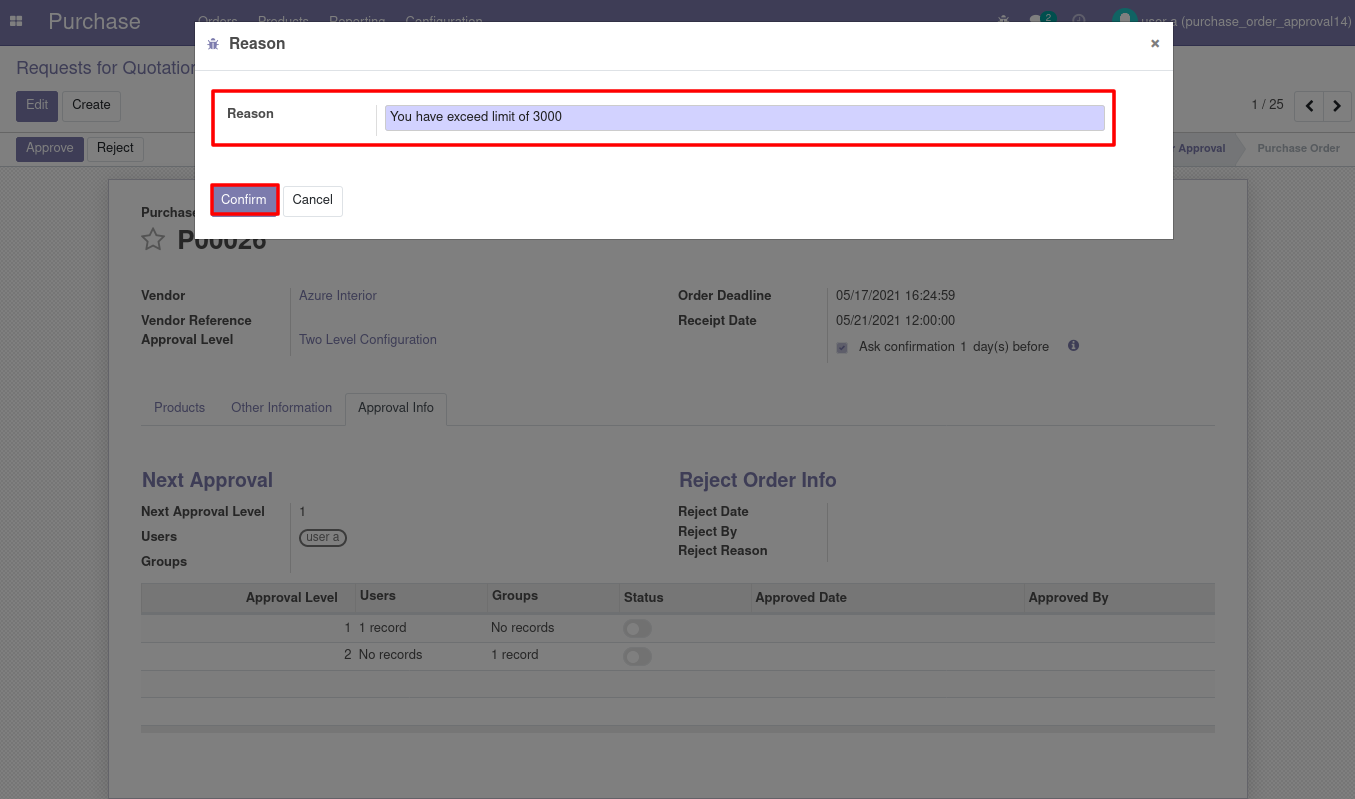 Purchase Orders Products Reporting Configuration 2 user a (purchase_order_approval14)
Reason ×
Requests for Quotation
Edit Create 1 / 25
Reason You have exceed limit of 3000
Approve Reject Approval Purchase Order
Confirm Cancel
Purchase
P00026
Vendor Azure Interior Order Deadline 05/17/2021 16:24:59
Vendor Reference Receipt Date 05/21/2021 12:00:00
Approval Level Two Level Configuration
Ask confirmation 1 day(s) before
Products Other Information Approval Info
Next Approval Reject Order Info
Next Approval Level 1 Reject Date
Users user a Reject By
Groups Reject Reason
Approval Level Users Groups Status Approved Date Approved By
1 1 record No records
2 No records 1 record